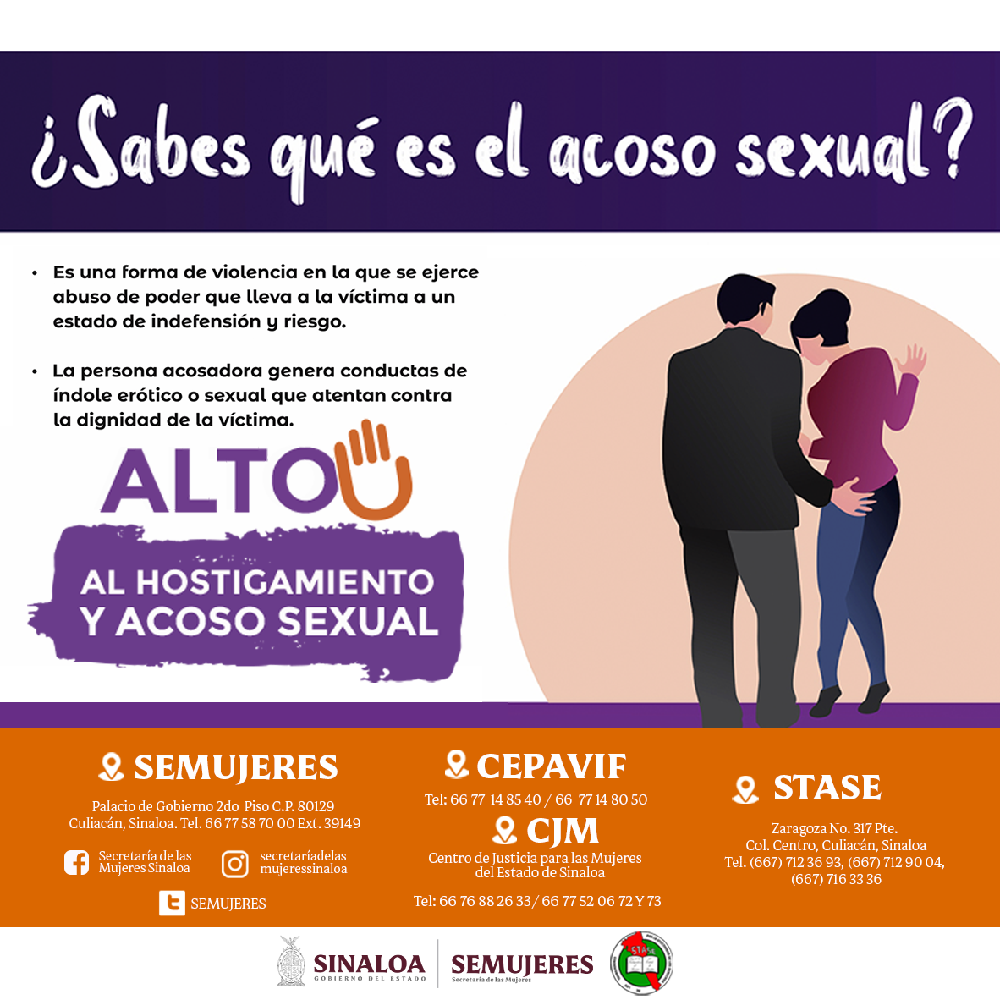 ¿Sabes qué es el acoso sexual?
• Es una forma de violencia en la que se ejerce
abuso de poder que lleva a la víctima a un
estado de indefensión y riesgo.
• La persona acosadora genera conductas de
índole erótico o sexual que atentan contra
la dignidad de la víctima.
ALTO
AL HOSTIGAMIENTO
Y ACOSO SEXUAL
SEMUJERES
Palacio de Gobierno 2do Piso C.P. 80129
Culiacán, Sinaloa. Tel. 66 77 58 70 00 Ext. 39149
Secretaría de las
Mujeres Sinaloa
secretaríadelas
mujeressinaloa
SEMUJERES
CEPAVIF
Tel: 66 77 14 85 40 / 66 77 14 80 50
CJM
Centro de Justicia para las Mujeres
del Estado de Sinaloa
Tel: 66 76 88 26 33/ 66 77 52 06 72 Y 73
STASE
Zaragoza No. 317 Pte.
Col. Centro, Culiacán, Sinaloa
Tel. (667) 712 36 93, (667) 712 90 04,
(667) 716 33 36
SINALOA
GOBIERNO DEL ESTADO
SEMUJERES
Secretaría de las Mujeres
STASE